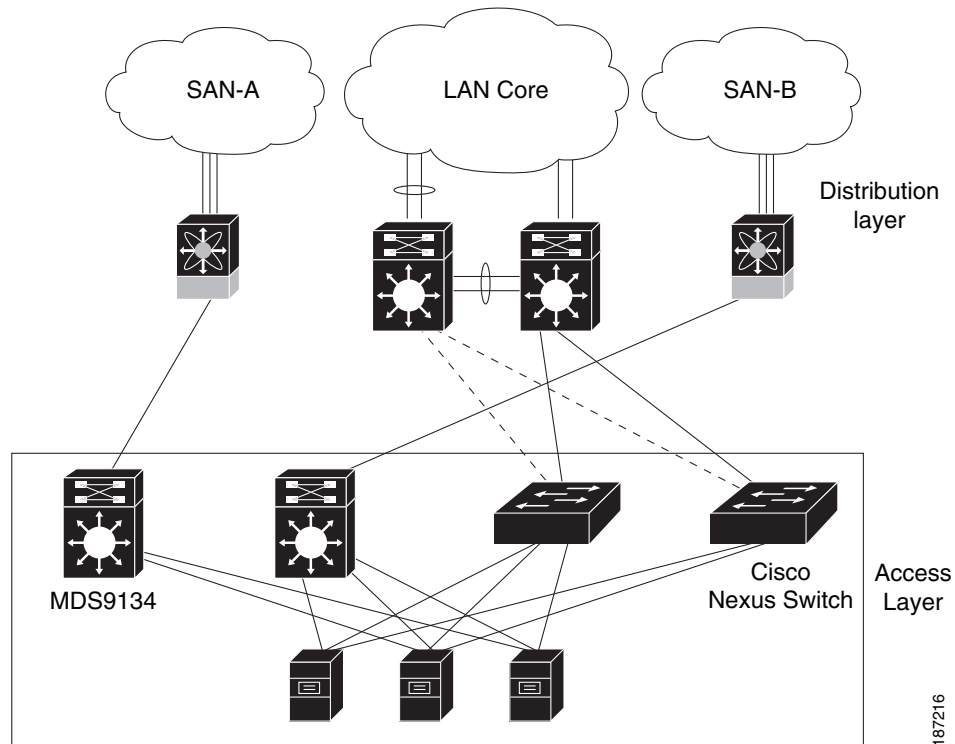 SAN-A
LAN Core
SAN-B
Distribution
layer
MDS9134
Cisco
Nexus Switch
Access
Layer
187216